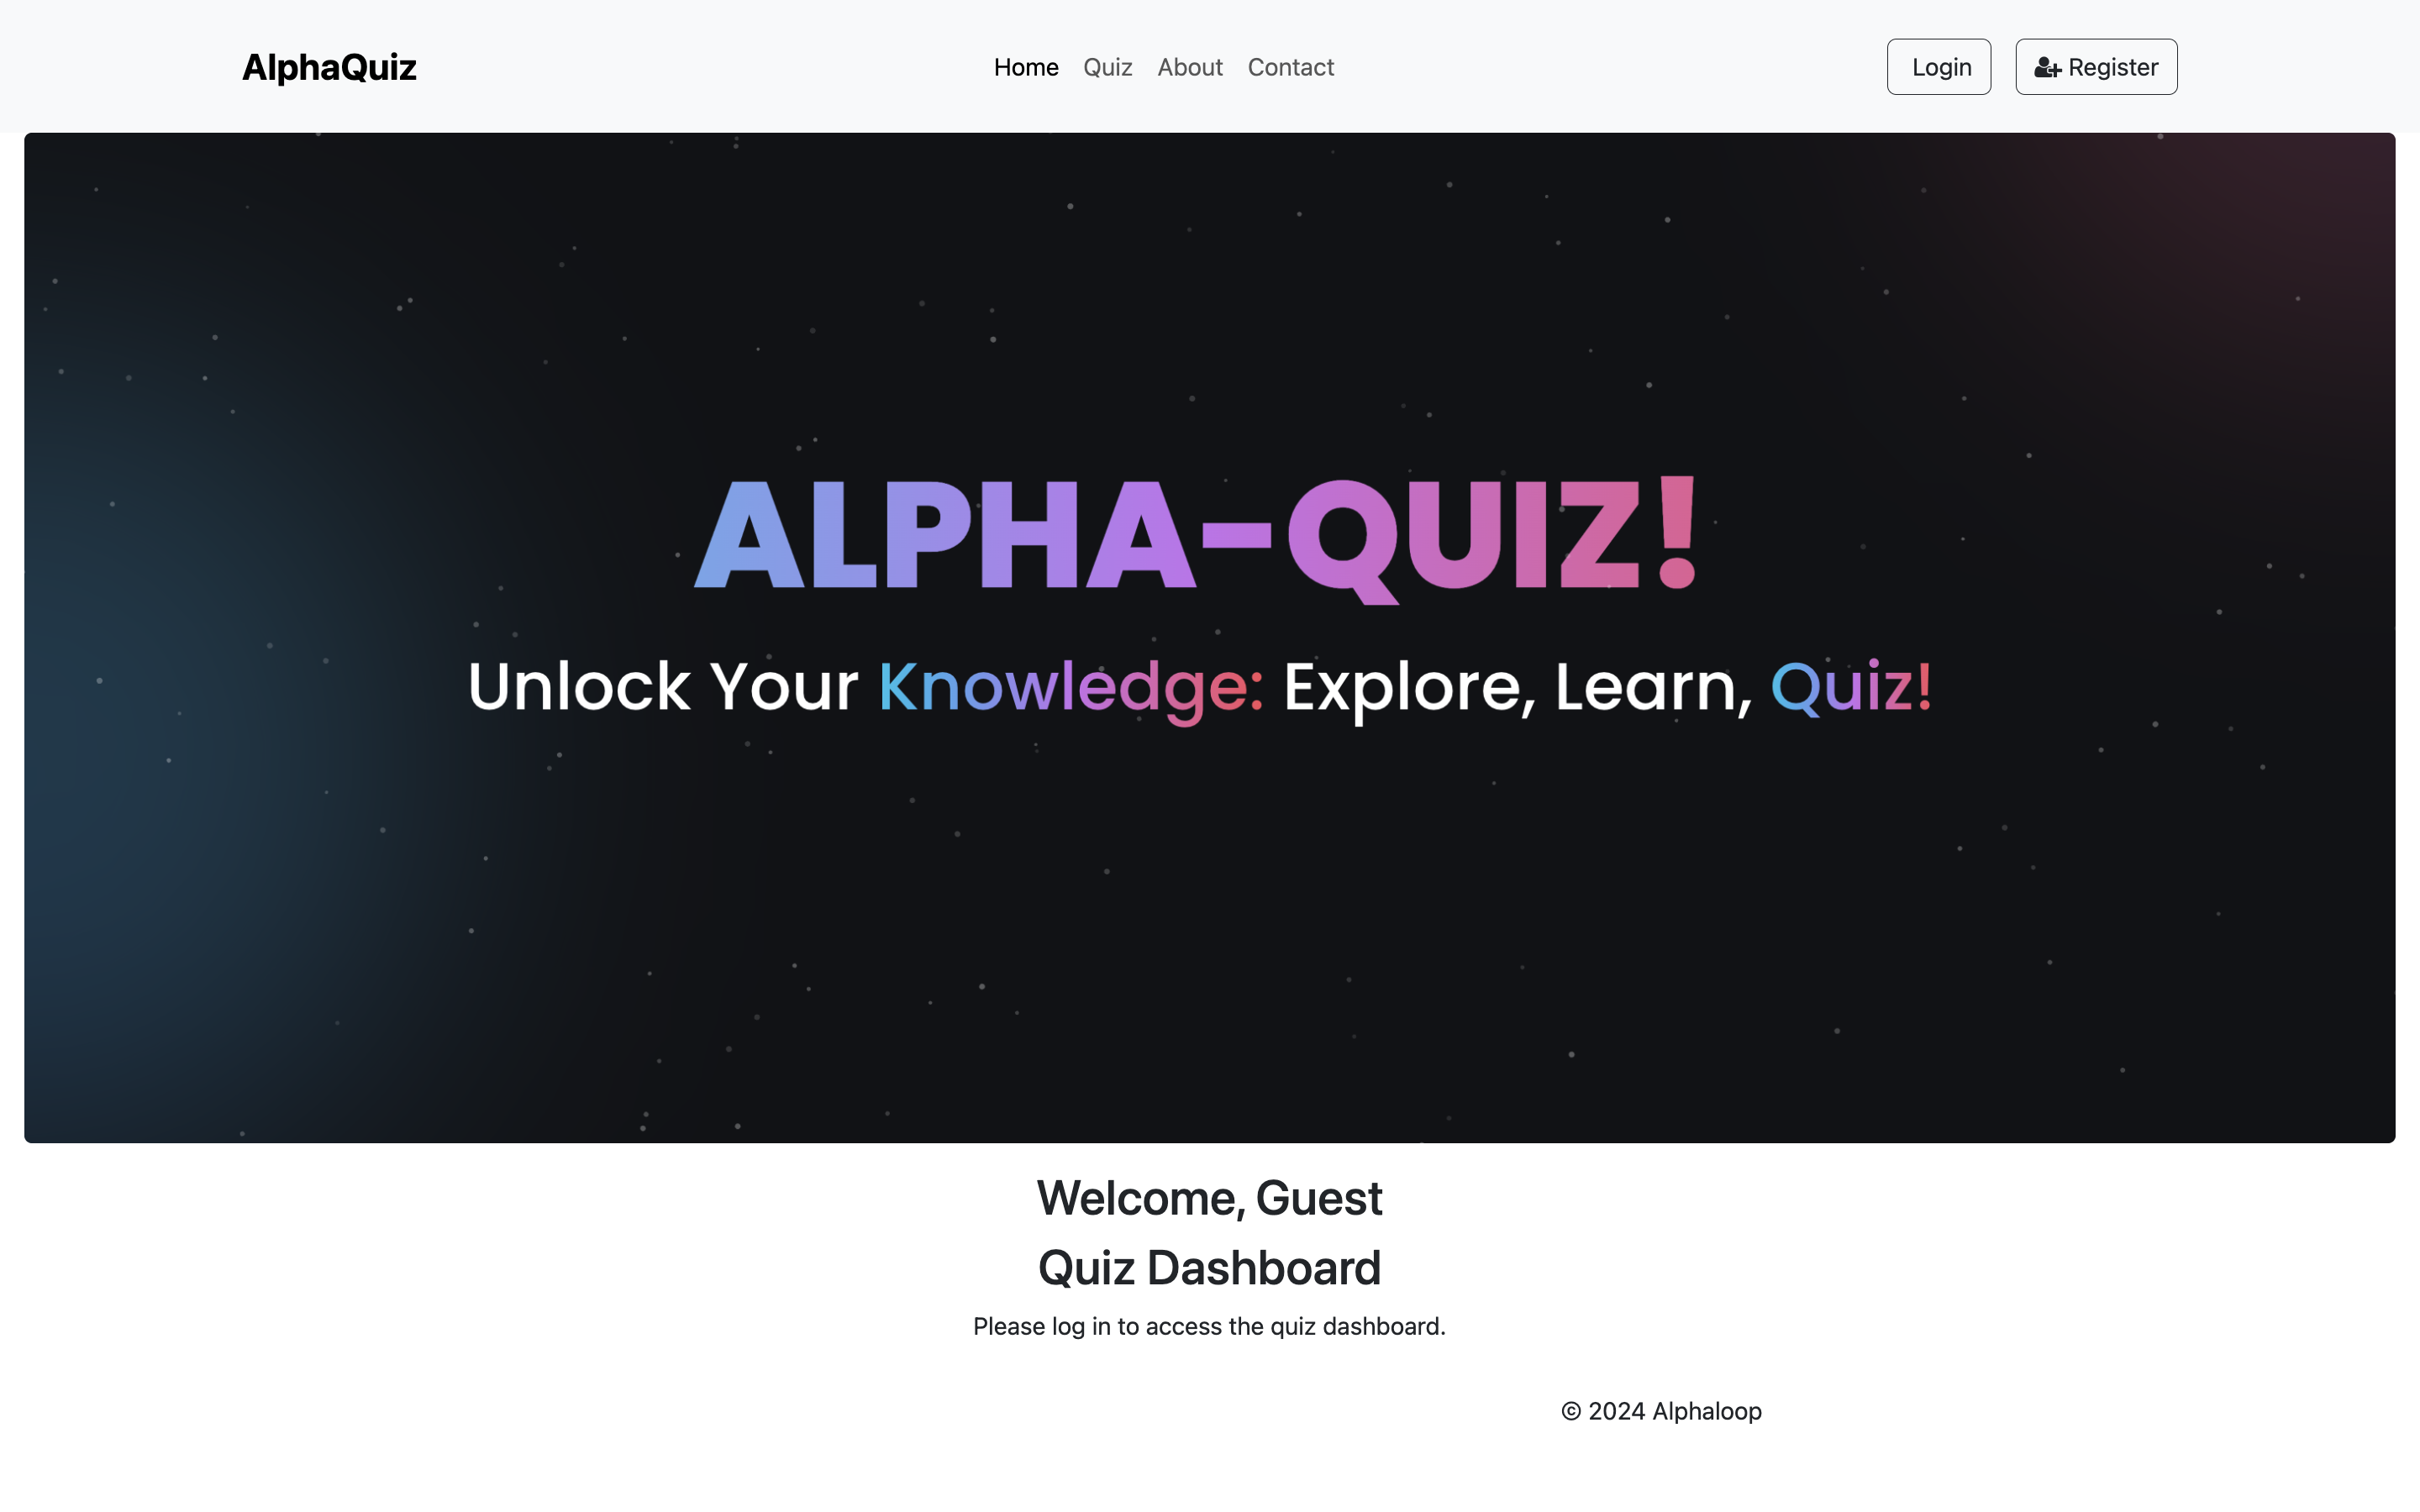 AlphaQuiz
Home Quiz About Contact
Login Register
ALPHA-QUIZ!
Unlock Your Knowledge: Explore, Learn, Quiz!
Welcome, Guest
Quiz Dashboard
Please log in to access the quiz dashboard.
© 2024 Alphaloop